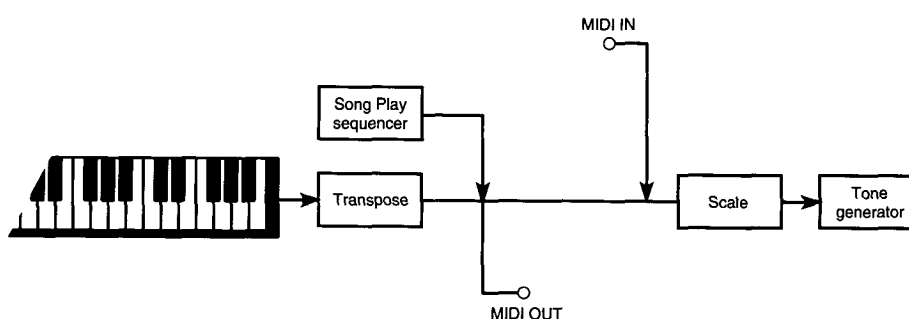 MIDI IN
Song Play
sequencer
Transpose
Scale
Tone
generator
MIDI OUT